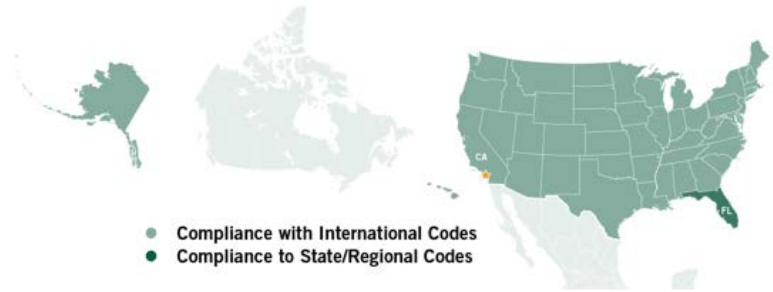 CA
FL
Compliance with International Codes
Compliance to State/Regional Codes